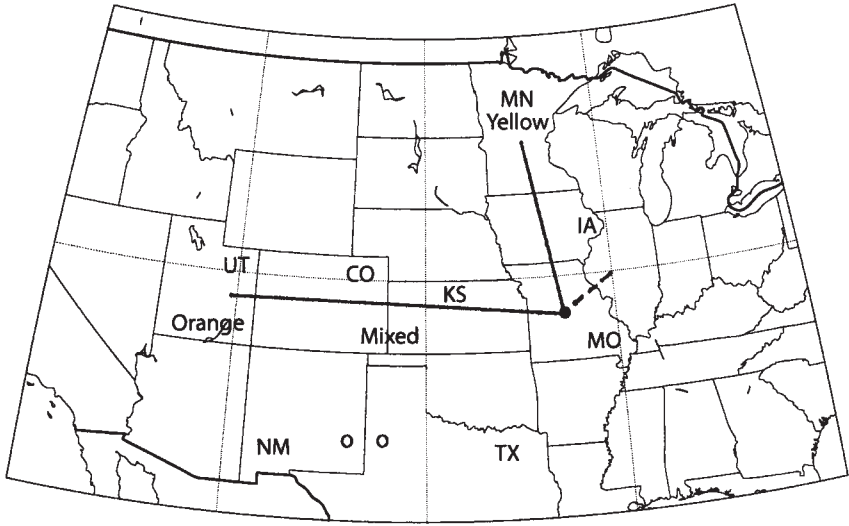 MN
Yellow
IA
UT
CO
KS
Orange
Mixed
MO
NM
TX